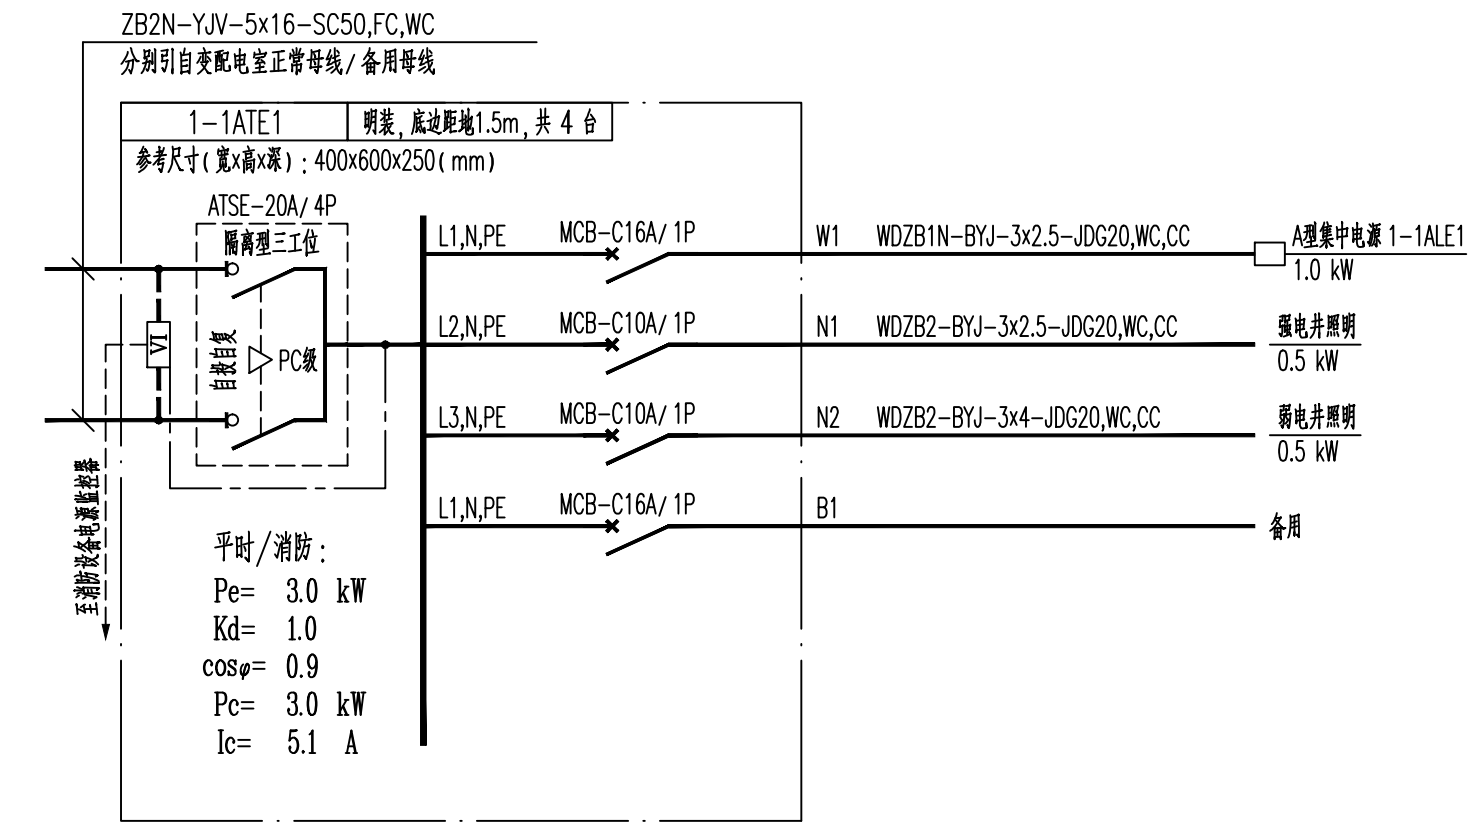 ZB2N-YJV-5x16-SC50,FC,WC
分别引自变配电室正常母线/备用母线
1-1ATE1
明装,底边距地1.5m,共 4 台
参考尺寸(宽x高x深):400x600x250(mm)
ATSE-20A/4P
隔离型三工位
自投自复
PC级
VI
至消防设备电源监控器
L1,N,PE
MCB-C16A/1P
W1
WDZB1N-BYJ-3x2.5-JDG20,WC,CC
A型集中电源 1-1ALE1
1.0 kW
L2,N,PE
MCB-C10A/1P
N1
WDZB2-BYJ-3x2.5-JDG20,WC,CC
强电井照明
0.5 kW
L3,N,PE
MCB-C10A/1P
N2
WDZB2-BYJ-3x4-JDG20,WC,CC
弱电井照明
0.5 kW
L1,N,PE
MCB-C16A/1P
B1
备用
平时/消防:
Pe= 3.0 kW
Kd= 1.0
cosφ= 0.9
Pc= 3.0 kW
Ic= 5.1 A